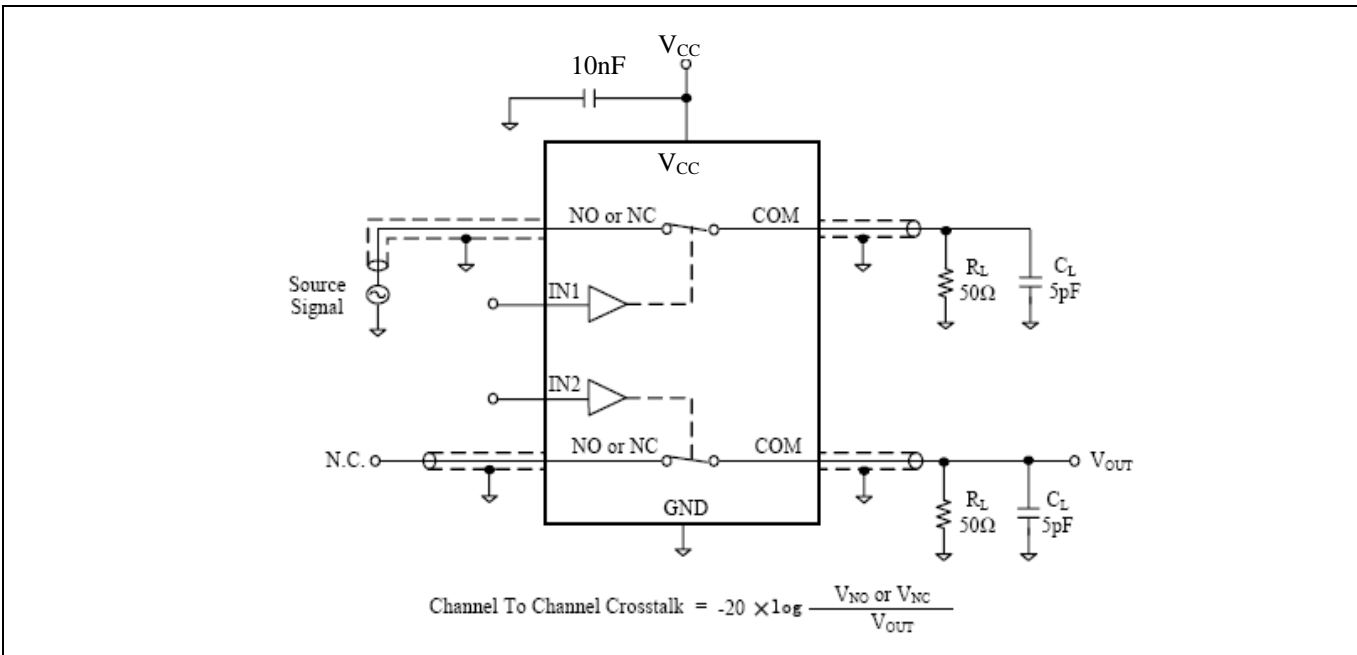 V_CC
10nF
V_CC
NO or NC
COM
Source
Signal
IN1
R_L
50Ω
C_L
5pF
IN2
NO or NC
COM
N.C.
V_OUT
R_L
50Ω
C_L
5pF
GND
Channel To Channel Crosstalk = -20 ×log V_NO or V_NC / V_OUT